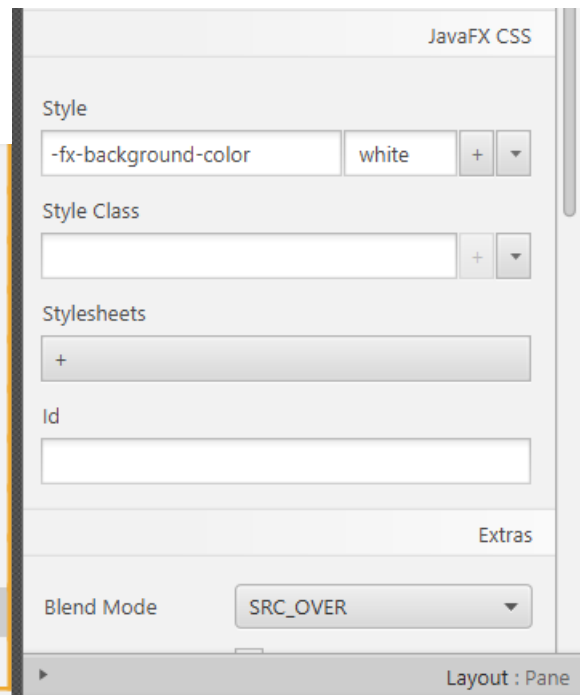 JavaFX CSS
Style
-fx-background-color white +
Style Class
+
Stylesheets
+
Id
Extras
Blend Mode SRC_OVER
Layout : Pane